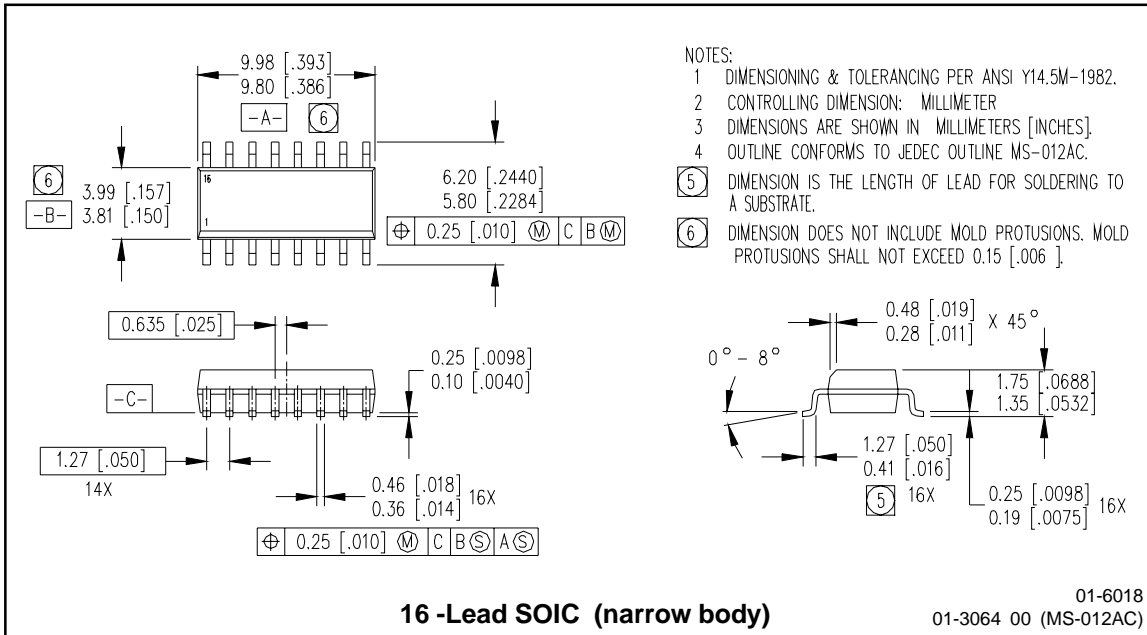 9.98 [.393]
9.80 [.386]
-A- 6
6
3.99 [.157]
-B- 3.81 [.150]
16
1
6.20 [.2440]
5.80 [.2284]
⌖ 0.25 [.010] Ⓜ C B Ⓜ
NOTES:
1 DIMENSIONING & TOLERANCING PER ANSI Y14.5M-1982.
2 CONTROLLING DIMENSION: MILLIMETER
3 DIMENSIONS ARE SHOWN IN MILLIMETERS [INCHES].
4 OUTLINE CONFORMS TO JEDEC OUTLINE MS-012AC.
5 DIMENSION IS THE LENGTH OF LEAD FOR SOLDERING TO
A SUBSTRATE.
6 DIMENSION DOES NOT INCLUDE MOLD PROTUSIONS. MOLD
PROTUSIONS SHALL NOT EXCEED 0.15 [.006 ].
0.635 [.025]
0.25 [.0098]
0.10 [.0040]
-C-
1.27 [.050]
14X
0.46 [.018]
0.36 [.014] 16X
⌖ 0.25 [.010] Ⓜ C B Ⓢ A Ⓢ
0.48 [.019]
0.28 [.011] X 45°
0° - 8°
1.75 [.0688]
1.35 [.0532]
1.27 [.050]
0.41 [.016]
5 16X
0.25 [.0098]
0.19 [.0075] 16X
16 -Lead SOIC (narrow body)
01-6018
01-3064 00 (MS-012AC)